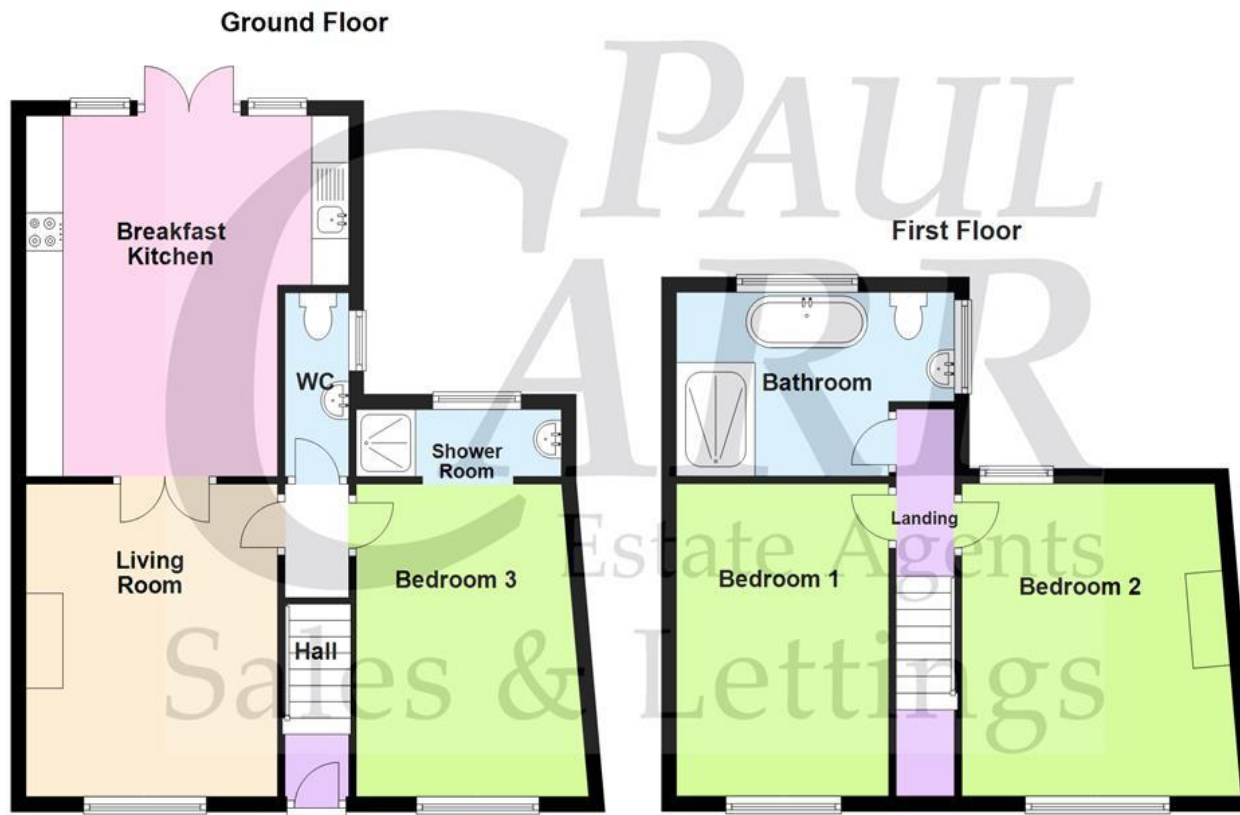 Ground Floor
PAUL
CARR
Estate Agents
Sales & Lettings
Breakfast
Kitchen
WC
Shower
Room
Living
Room
Bedroom 3
Hall
First Floor
Bathroom
Landing
Bedroom 1
Bedroom 2